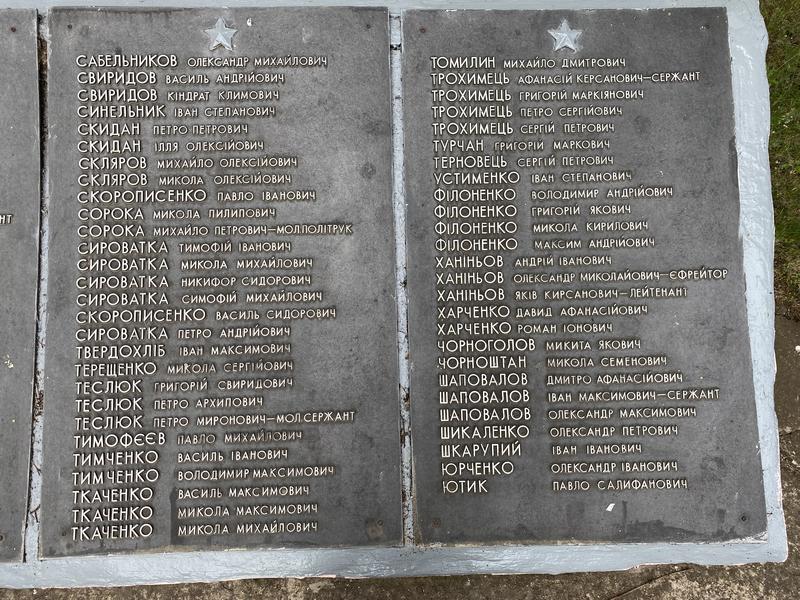 НТ
САБЕЛЬНИКОВ ОЛЕКСАНДР МИХАЙЛОВИЧ
СВИРИДОВ ВАСИЛЬ АНДРІЙОВИЧ
СВИРИДОВ КІНДРАТ КЛИМОВИЧ
СИНЕЛЬНИК ІВАН СТЕПАНОВИЧ
СКИДАН ПЕТРО ПЕТРОВИЧ
СКИДАН ІЛЛЯ ОЛЕКСІЙОВИЧ
СКЛЯРОВ МИХАЙЛО ОЛЕКСІЙОВИЧ
СКЛЯРОВ МИКОЛА ОЛЕКСІЙОВИЧ
СКОРОПИСЕНКО ПАВЛО ІВАНОВИЧ
СОРОКА МИКОЛА ПИЛИПОВИЧ
СОРОКА МИХАЙЛО ПЕТРОВИЧ—МОЛ.ПОЛІТРУК
СИРОВАТКА ТИМОФІЙ ІВАНОВИЧ
СИРОВАТКА МИКОЛА МИХАЙЛОВИЧ
СИРОВАТКА НИКИФОР СИДОРОВИЧ
СИРОВАТКА СИМОФІЙ МИХАЙЛОВИЧ
СКОРОПИСЕНКО ВАСИЛЬ СИДОРОВИЧ
СИРОВАТКА ПЕТРО АНДРІЙОВИЧ
ТВЕРДОХЛІБ ІВАН МАКСИМОВИЧ
ТЕРЕЩЕНКО МИКОЛА СЕРГІЙОВИЧ
ТЕСЛЮК ГРИГОРІЙ СВИРИДОВИЧ
ТЕСЛЮК ПЕТРО АРХИПОВИЧ
ТЕСЛЮК ПЕТРО МИРОНОВИЧ—МОЛ.СЕРЖАНТ
ТИМОФЄЄВ ПАВЛО МИХАЙЛОВИЧ
ТИМЧЕНКО ВАСИЛЬ ІВАНОВИЧ
ТИМЧЕНКО ВОЛОДИМИР МАКСИМОВИЧ
ТКАЧЕНКО ВАСИЛЬ МАКСИМОВИЧ
ТКАЧЕНКО МИКОЛА МАКСИМОВИЧ
ТКАЧЕНКО МИКОЛА МИХАЙЛОВИЧ
ТОМИЛИН МИХАЙЛО ДМИТРОВИЧ
ТРОХИМЕЦЬ АФАНАСІЙ КЕРСАНОВИЧ—СЕРЖАНТ
ТРОХИМЕЦЬ ГРИГОРІЙ МАРКІЯНОВИЧ
ТРОХИМЕЦЬ ПЕТРО СЕРГІЙОВИЧ
ТРОХИМЕЦЬ СЕРГІЙ ПЕТРОВИЧ
ТУРЧАН ГРИГОРІЙ МАРКОВИЧ
ТЕРНОВЕЦЬ СЕРГІЙ ПЕТРОВИЧ
УСТИМЕНКО ІВАН СТЕПАНОВИЧ
ФІЛОНЕНКО ВОЛОДИМИР АНДРІЙОВИЧ
ФІЛОНЕНКО ГРИГОРІЙ ЯКОВИЧ
ФІЛОНЕНКО МИКОЛА КИРИЛОВИЧ
ФІЛОНЕНКО МАКСИМ АНДРІЙОВИЧ
ХАНІНЬОВ АНДРІЙ ІВАНОВИЧ
ХАНІНЬОВ ОЛЕКСАНДР МИКОЛАЙОВИЧ—ЄФРЕЙТОР
ХАНІНЬОВ ЯКІВ КИРСАНОВИЧ—ЛЕЙТЕНАНТ
ХАРЧЕНКО ДАВИД АФАНАСІЙОВИЧ
ХАРЧЕНКО РОМАН ІОНОВИЧ
ЧОРНОГОЛОВ МИКИТА ЯКОВИЧ
ЧОРНОШТАН МИКОЛА СЕМЕНОВИЧ
ШАПОВАЛОВ ДМИТРО АФАНАСІЙОВИЧ
ШАПОВАЛОВ ІВАН МАКСИМОВИЧ—СЕРЖАНТ
ШАПОВАЛОВ ОЛЕКСАНДР МАКСИМОВИЧ
ШИКАЛЕНКО ОЛЕКСАНДР ПЕТРОВИЧ
ШКАРУПИЙ ІВАН ІВАНОВИЧ
ЮРЧЕНКО ОЛЕКСАНДР ІВАНОВИЧ
ЮТИК ПАВЛО САЛИФАНОВИЧ